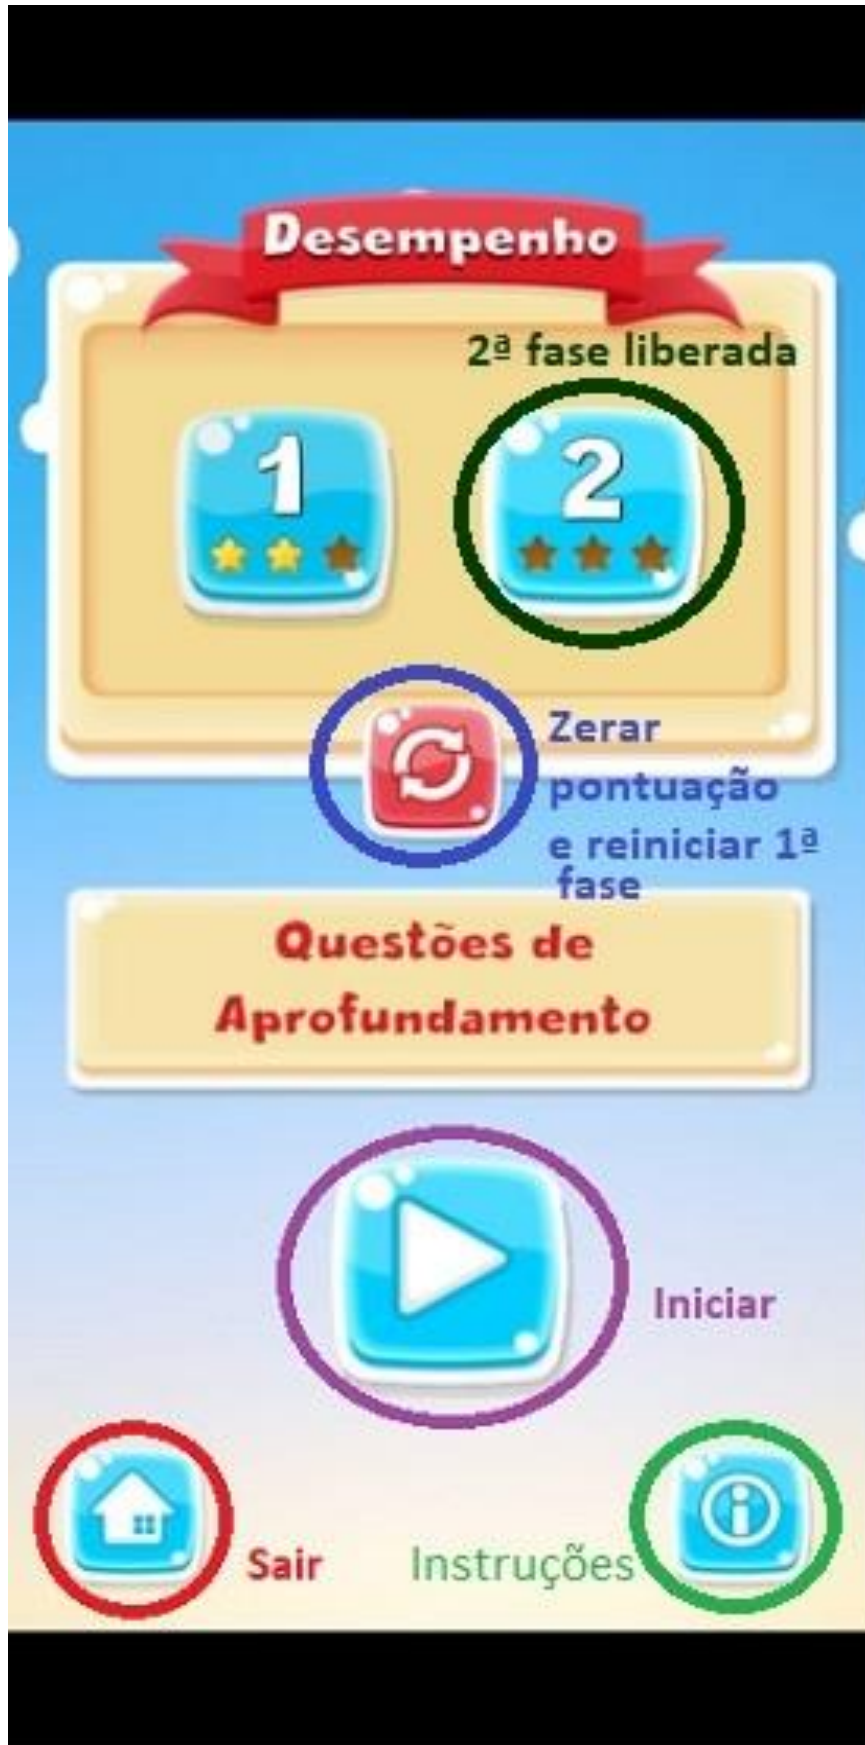 Desempenho
2ª fase liberada
1
2
Zerar
pontuação
e reiniciar 1ª
fase
Questões de
Aprofundamento
Iniciar
Sair
Instruções